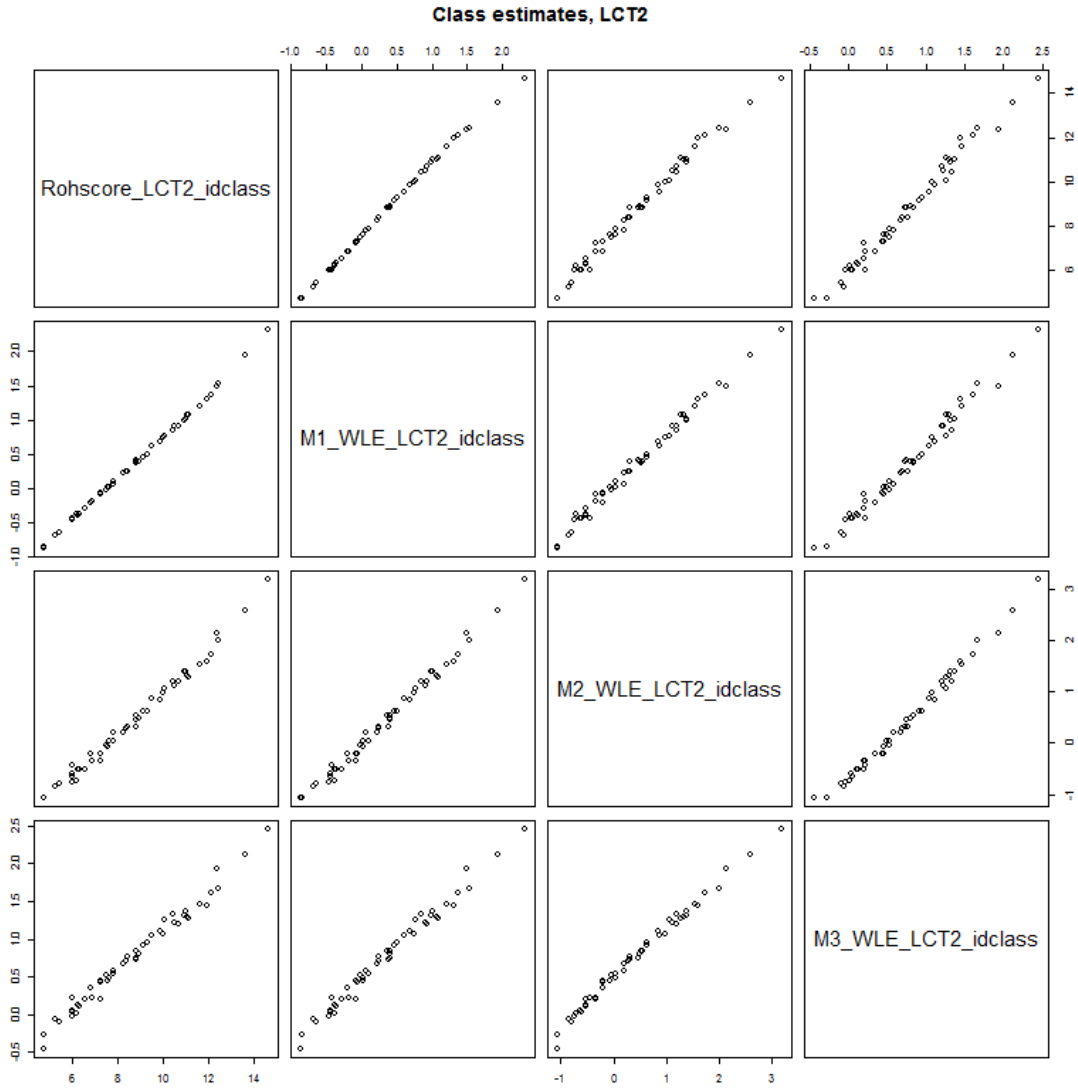 Class estimates, LCT2
-1.0 -0.5 0.0 0.5 1.0 1.5 2.0
-0.5 0.0 0.5 1.0 1.5 2.0 2.5
Rohscore_LCT2_idclass
6 8 10 12 14
-1.0 -0.5 0.0 0.5 1.0 1.5 2.0
M1_WLE_LCT2_idclass
M2_WLE_LCT2_idclass
-1 0 1 2 3
-0.5 0.0 0.5 1.0 1.5 2.0 2.5
M3_WLE_LCT2_idclass
6 8 10 12 14
-1 0 1 2 3